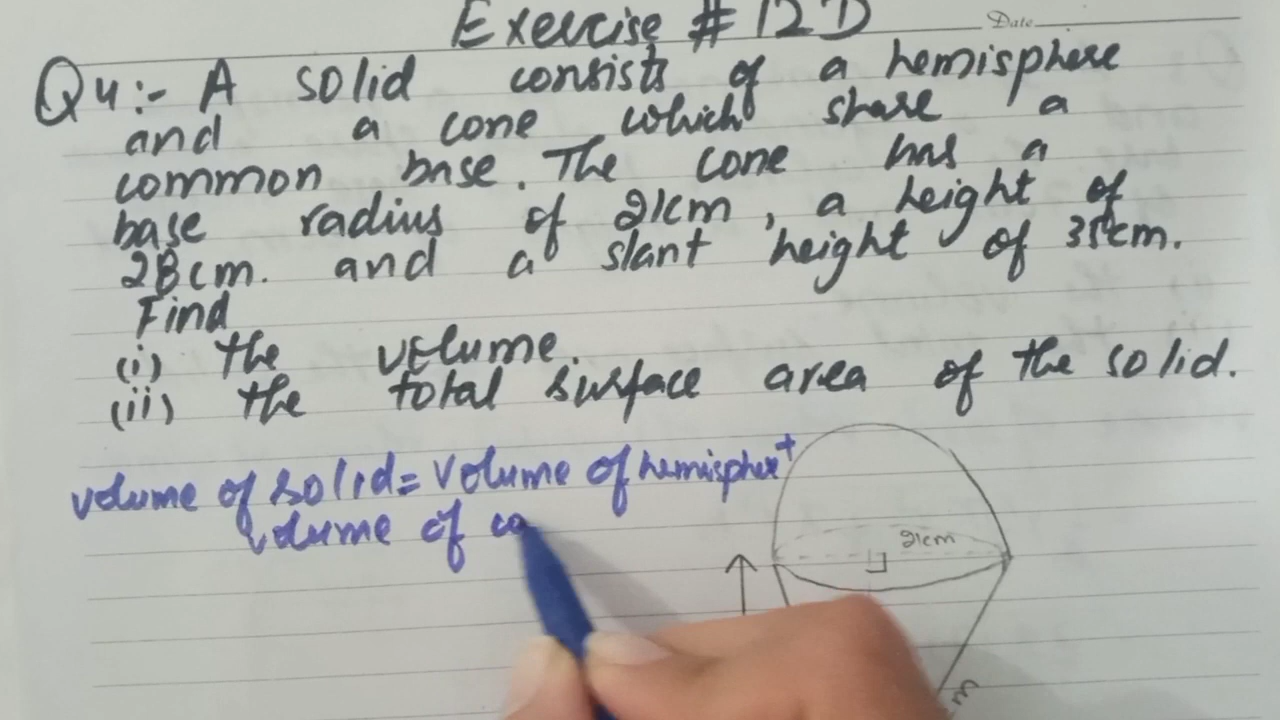 Exercise # 12D
Date
Q4:- A solid consists of a hemisphere
and a cone which share a
common base. The cone has a
base radius of 21cm, a height of
28cm. and a slant height of 35cm.
Find
(i) the volume.
(ii) the total surface area of the solid.
volume of solid = volume of hemisphere +
volume of co
21cm
m